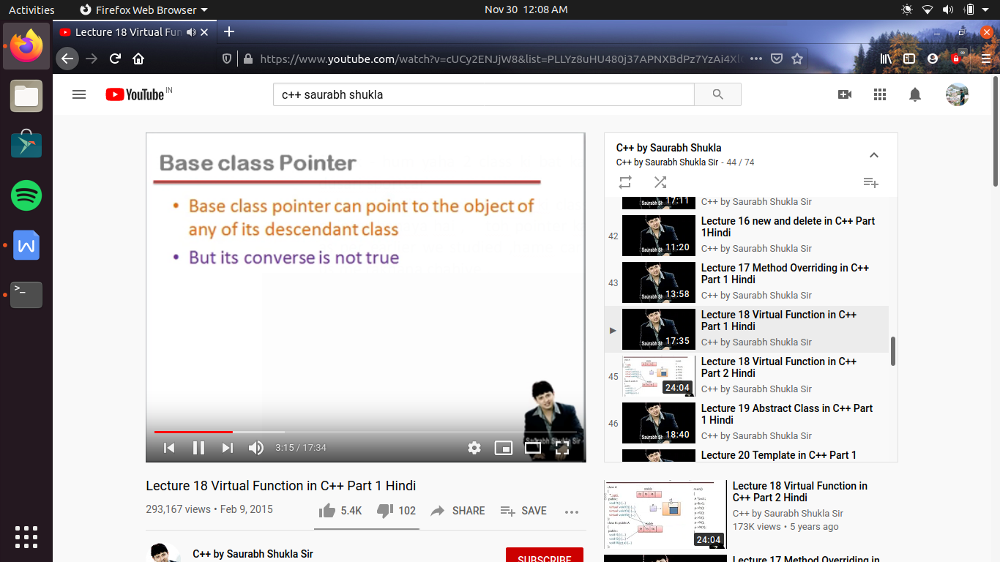 Activities
Firefox Web Browser
Nov 30 12:08 AM
Lecture 18 Virtual Fun
https://www.youtube.com/watch?v=cUCy2ENJjW8&list=PLLYz8uHU480j37APNXBdPz7YzAi4Xl
YouTube IN
c++ saurabh shukla
Base class Pointer
• Base class pointer can point to the object of
any of its descendant class
• But its converse is not true
Saurabh Shukla Sir
3:15 / 17:34
Lecture 18 Virtual Function in C++ Part 1 Hindi
293,167 views • Feb 9, 2015
5.4K
102
SHARE
SAVE
C++ by Saurabh Shukla Sir
SUBSCRIBE
C++ by Saurabh Shukla
C++ by Saurabh Shukla Sir - 44 / 74
17:11
C++ by Saurabh Shukla Sir
42
11:20
Lecture 16 new and delete in C++ Part
1Hindi
C++ by Saurabh Shukla Sir
43
13:58
Lecture 17 Method Overriding in C++
Part 1 Hindi
C++ by Saurabh Shukla Sir
17:35
Lecture 18 Virtual Function in C++
Part 1 Hindi
C++ by Saurabh Shukla Sir
45
24:04
Lecture 18 Virtual Function in C++
Part 2 Hindi
C++ by Saurabh Shukla Sir
46
18:40
Lecture 19 Abstract Class in C++ Part
1 Hindi
C++ by Saurabh Shukla Sir
Lecture 20 Template in C++ Part 1
24:04
Lecture 18 Virtual Function in
C++ Part 2 Hindi
C++ by Saurabh Shukla Sir
173K views • 5 years ago
Lecture 17 Method Overriding in